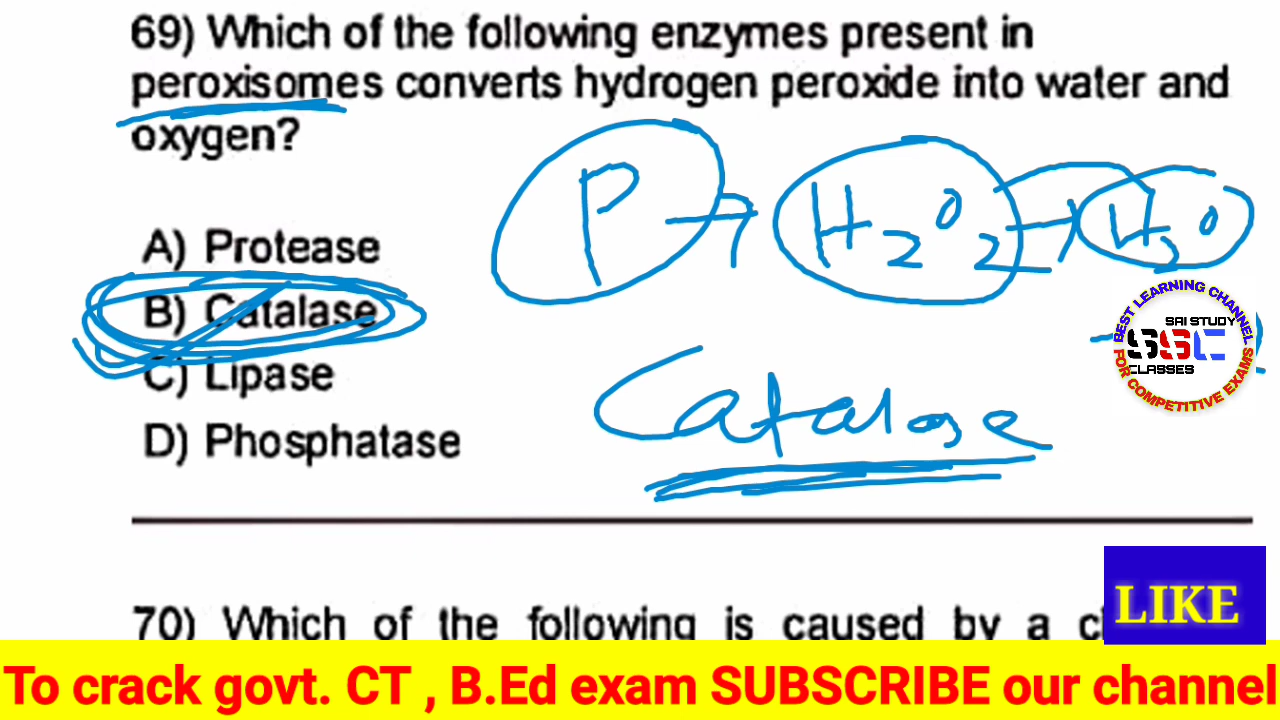 69) Which of the following enzymes present in
peroxisomes converts hydrogen peroxide into water and
oxygen?
P → H2O2 → H2O
A) Protease
B) Catalase
C) Lipase
D) Phosphatase
Catalase
BEST LEARNING CHANNEL
SAI STUDY
SSC
CLASSES
FOR COMPETITIVE EXAMS
LIKE
70) Which of the following is caused by a
To crack govt. CT , B.Ed exam SUBSCRIBE our channel